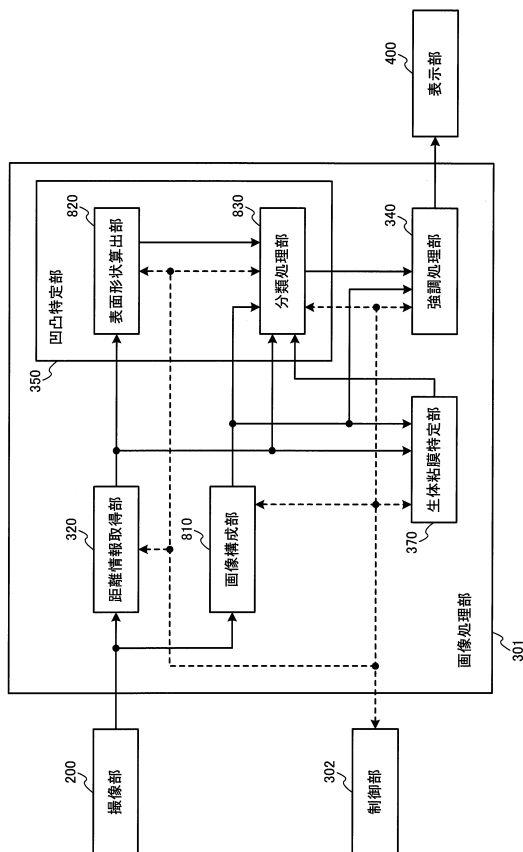 撮像部
200
制御部
302
画像処理部
301
距離情報取得部
320
画像構成部
810
生体粘膜特定部
370
凹凸特定部
350
表面形状算出部
820
分類処理部
830
強調処理部
340
表示部
400